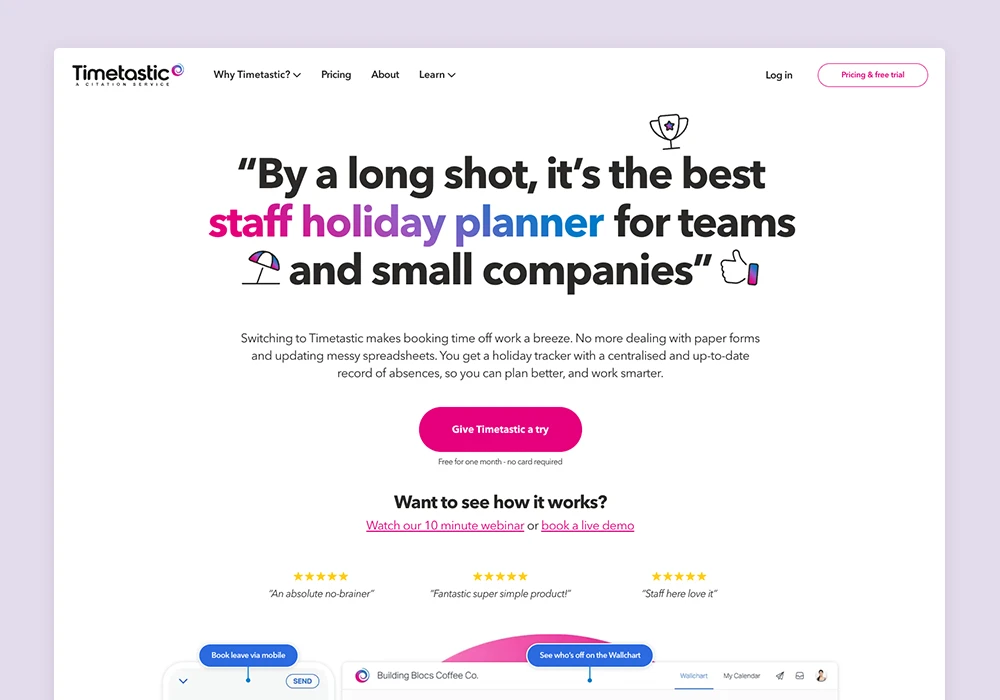 Timetastic
A CITATION SERVICE
Why Timetastic? Pricing About Learn Log in Pricing & free trial
“By a long shot, it’s the best
staff holiday planner for teams
and small companies”
Switching to Timetastic makes booking time off work a breeze. No more dealing with paper forms
and updating messy spreadsheets. You get a holiday tracker with a centralised and up-to-date
record of absences, so you can plan better, and work smarter.
Give Timetastic a try
Free for one month - no card required
Want to see how it works?
Watch our 10 minute webinar or book a live demo
“An absolute no-brainer” “Fantastic super simple product!” “Staff here love it”
Book leave via mobile See who’s off on the Wallchart
SEND Building Blocs Coffee Co. Wallchart My Calendar